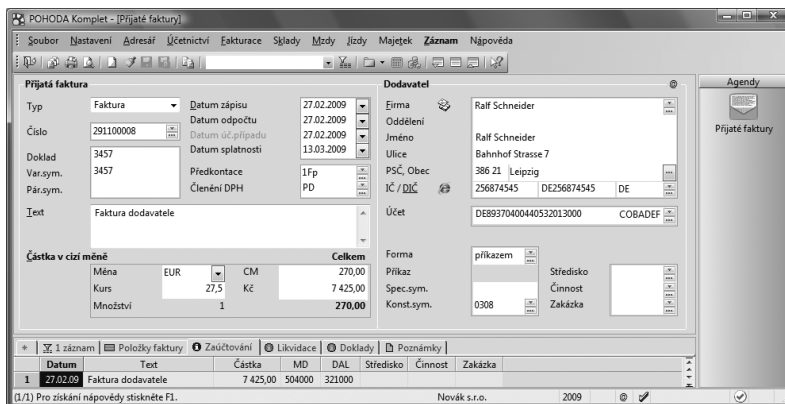 POHODA Komplet - [Přijaté faktury]
Soubor Nastavení Adresář Účetnictví Fakturace Sklady Mzdy Jízdy Majetek Záznam Nápověda
Přijatá faktura
Typ Faktura
Číslo 291100008
Doklad 3457
Var.sym. 3457
Pár.sym.
Datum zápisu 27.02.2009
Datum odpočtu 27.02.2009
Datum úč.případu 27.02.2009
Datum splatnosti 13.03.2009
Předkontace 1Fp
Členění DPH PD
Text Faktura dodavatele
Částka v cizí měně Celkem
Měna EUR CM 270,00
Kurs 27,5 Kč 7 425,00
Množství 1 270,00
Dodavatel @
Firma Ralf Schneider
Oddělení
Jméno Ralf Schneider
Ulice Bahnhof Strasse 7
PSČ, Obec 386 21 Leipzig
IČ / DIČ 256874545 DE256874545 DE
Účet DE89370400440532013000 COBADEF
Forma příkazem
Příkaz Středisko
Spec.sym. Činnost
Konst.sym. 0308 Zakázka
Agendy
Přijaté faktury
* 1 záznam Položky faktury Zaúčtování Likvidace Doklady Poznámky
Datum Text Částka MD DAL Středisko Činnost Zakázka
1 27.02.09 Faktura dodavatele 7 425,00 504000 321000
(1/1) Pro získání nápovědy stiskněte F1. Novák s.r.o. 2009 @